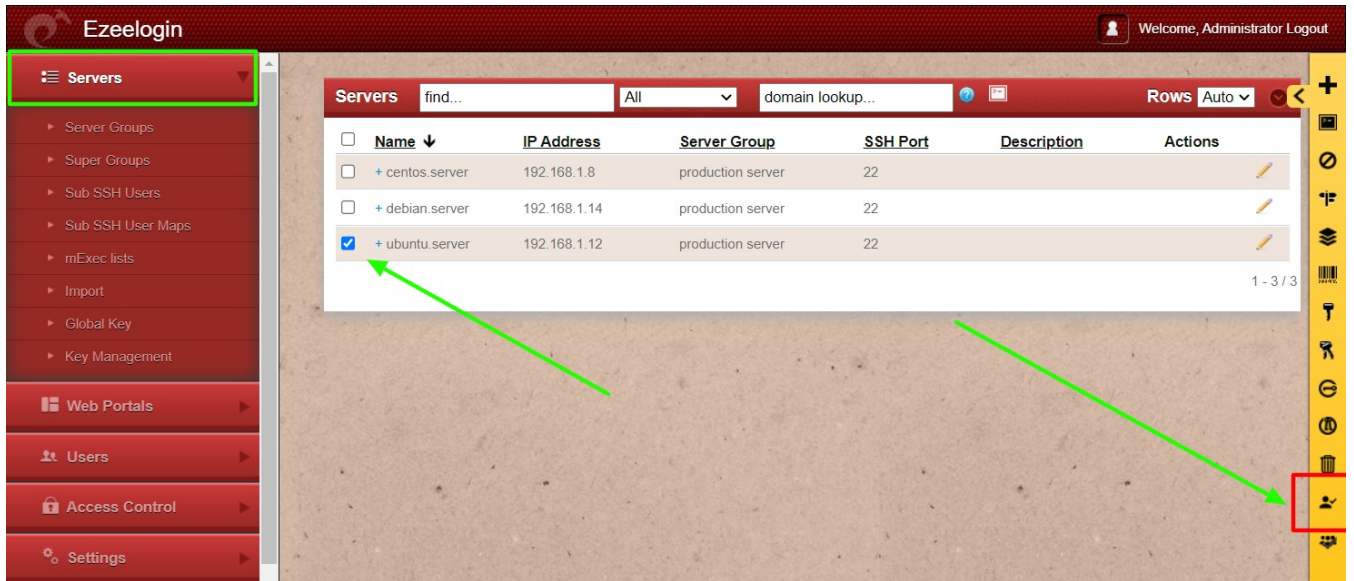 Ezeelogin
Welcome, Administrator Logout
Servers
Server Groups
Super Groups
Sub SSH Users
Sub SSH User Maps
mExec lists
Import
Global Key
Key Management
Web Portals
Users
Access Control
Settings
Servers find... All domain lookup... Rows Auto
Name IP Address Server Group SSH Port Description Actions
+ centos.server 192.168.1.8 production server 22
+ debian.server 192.168.1.14 production server 22
+ ubuntu.server 192.168.1.12 production server 22
1 - 3 / 3